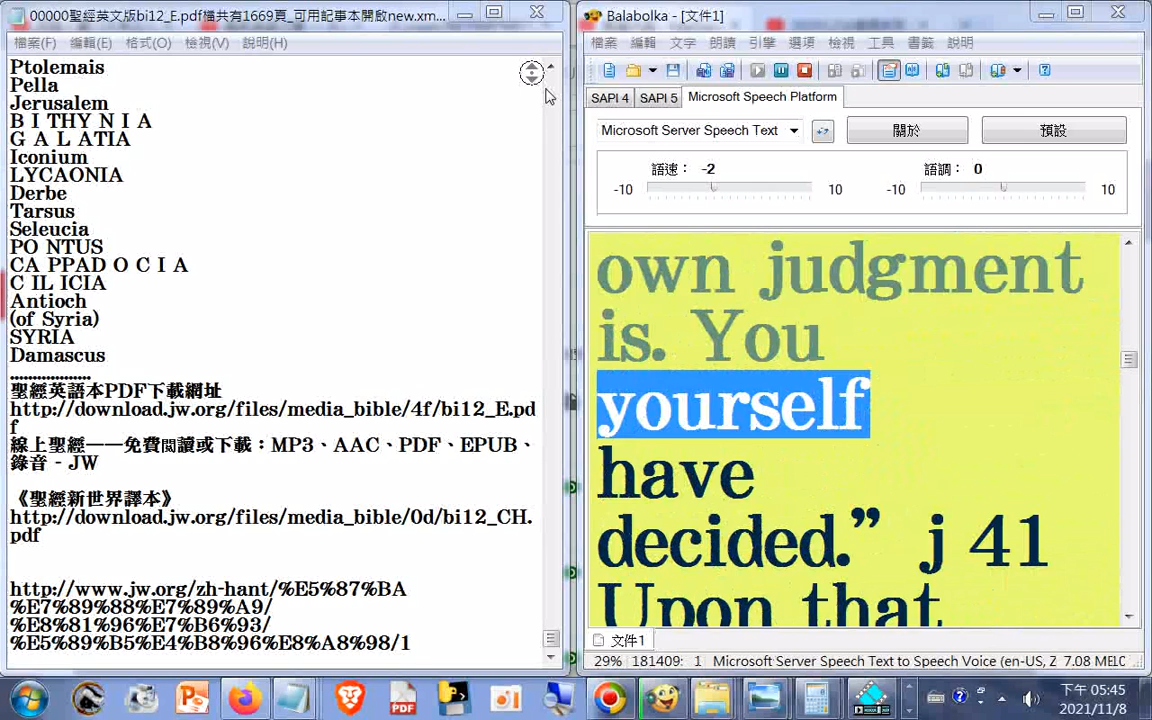 00000聖經英文版bi12_E.pdf檔共有1669頁_可用記事本開啟new.xm...
檔案(F) 編輯(E) 格式(O) 檢視(V) 說明(H)
Ptolemais
Pella
Jerusalem
B I THY N I A
G A L ATIA
Iconium
LYCAONIA
Derbe
Tarsus
Seleucia
PO NTUS
CA PPAD O C I A
C IL ICIA
Antioch
(of Syria)
SYRIA
Damascus
..................
聖經英語本PDF下載網址
http://download.jw.org/files/media_bible/4f/bi12_E.pd
f
線上聖經——免費閱讀或下載：MP3、AAC、PDF、EPUB、
錄音 - JW
《聖經新世界譯本》
http://download.jw.org/files/media_bible/0d/bi12_CH.
pdf
http://www.jw.org/zh-hant/%E5%87%BA
%E7%89%88%E7%89%A9/
%E8%81%96%E7%B6%93/
%E5%89%B5%E4%B8%96%E8%A8%98/1
Balabolka - [文件1]
檔案 編輯 文字 朗讀 引擎 選項 檢視 工具 書籤 說明
SAPI 4 SAPI 5 Microsoft Speech Platform
Microsoft Server Speech Text 關於 預設
語速： -2 語調： 0
-10 10 -10 10
own judgment
is. You
yourself
have
decided.” j 41
Upon that
文件1
29% 181409: 1 Microsoft Server Speech Text to Speech Voice (en-US, Z 7.08 MELC
PDF
下午 05:45
2021/11/8